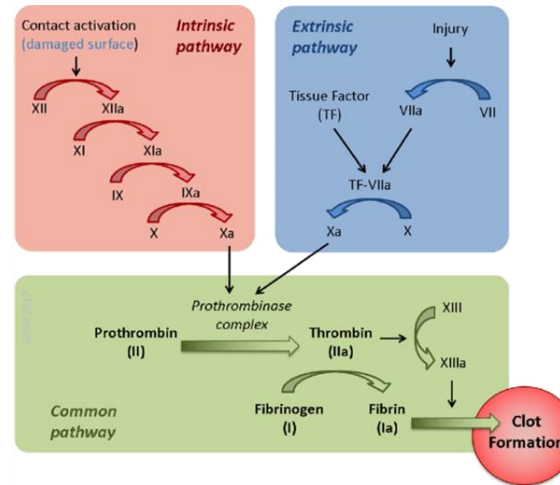 Contact activation
(damaged surface)
Intrinsic
pathway
XII
XIIa
XI
XIa
IX
IXa
X
Xa
Extrinsic
pathway
Injury
Tissue Factor
(TF)
VIIa
VII
TF-VIIa
Xa
X
Prothrombinase
complex
Prothrombin
(II)
Thrombin
(IIa)
XIII
XIIIa
Fibrinogen
(I)
Fibrin
(Ia)
Common
pathway
Clot
Formation